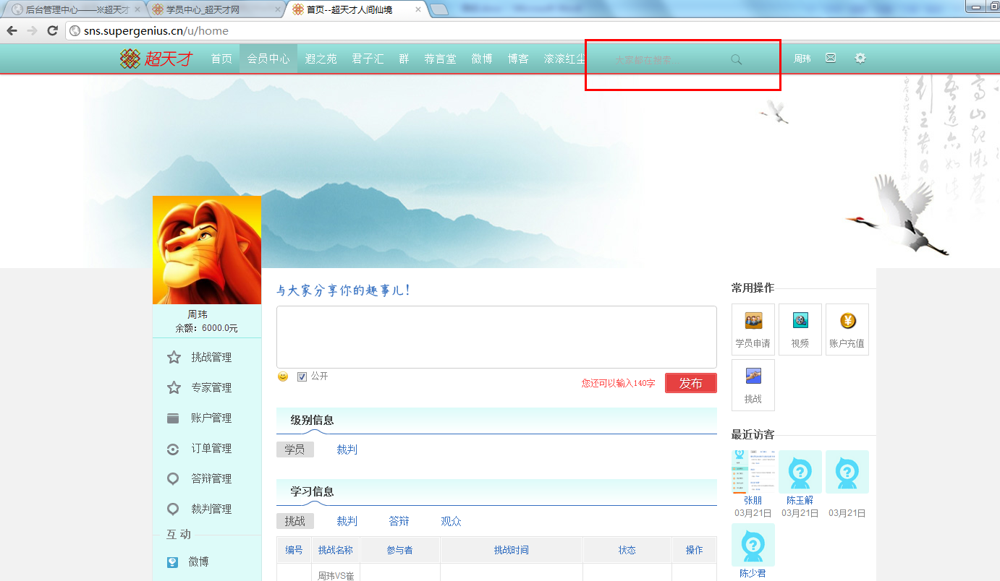 后台管理中心——※超天才
学员中心_超天才网
首页--超天才人间仙境
sns.supergenius.cn/u/home
超天才 首页 会员中心 遐之苑 君子汇 群 荐言堂 微博 博客 滚滚红尘 大家都在搜索 周玮
与大家分享你的趣事儿!
周玮
余额：6000.0元
挑战管理
专家管理
账户管理
订单管理
答辩管理
裁判管理
互 动
微博
公开
您还可以输入140字
发布
级别信息
学员 裁判
学习信息
挑战 裁判 答辩 观众
编号 挑战名称 参与者 挑战时间 状态 操作
周玮VS崔
常用操作
学员申请 视频 账户充值
挑战
最近访客
张朋 陈玉解
03月21日 03月21日 03月21日
陈少君